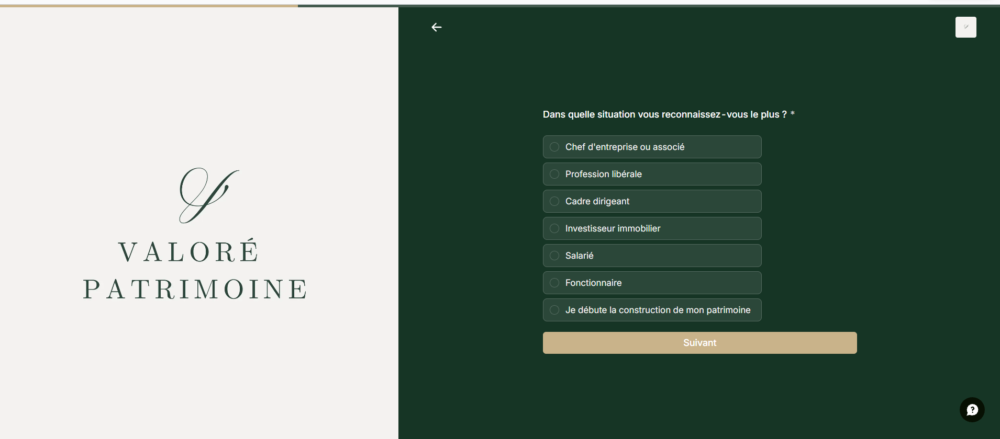 VALORÉ
PATRIMOINE
Dans quelle situation vous reconnaissez-vous le plus ? *
Chef d'entreprise ou associé
Profession libérale
Cadre dirigeant
Investisseur immobilier
Salarié
Fonctionnaire
Je débute la construction de mon patrimoine
Suivant